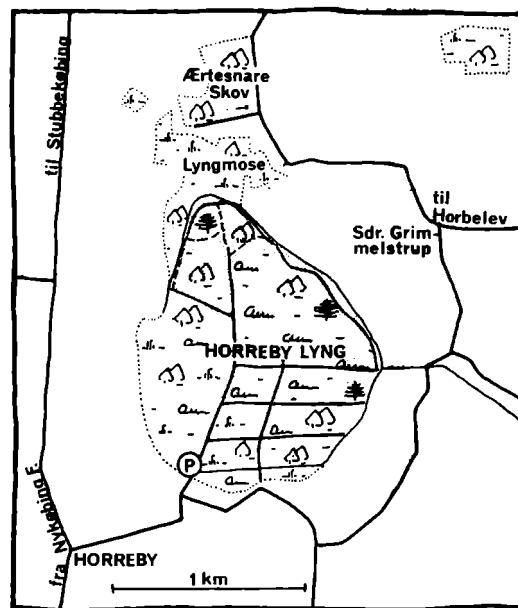 Ærtesnare
Skov
til Stubbekøbing
Lyngmose
til
Horbelev
Sdr. Grim-
melstrup
HORREBY LYNG
P
fra Nykøbing F.
HORREBY
1 km